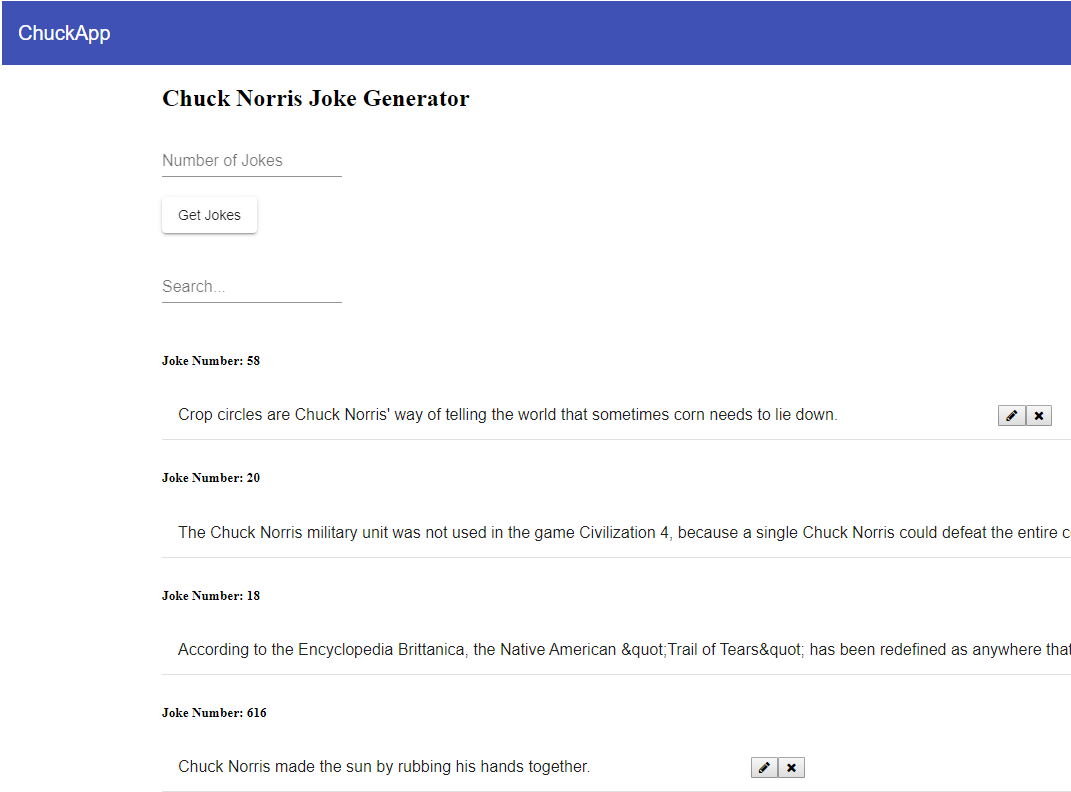 ChuckApp
Chuck Norris Joke Generator
Number of Jokes
Get Jokes
Search...
Joke Number: 58
Crop circles are Chuck Norris' way of telling the world that sometimes corn needs to lie down.
Joke Number: 20
The Chuck Norris military unit was not used in the game Civilization 4, because a single Chuck Norris could defeat the entire c
Joke Number: 18
According to the Encyclopedia Brittanica, the Native American &quot;Trail of Tears&quot; has been redefined as anywhere that
Joke Number: 616
Chuck Norris made the sun by rubbing his hands together.